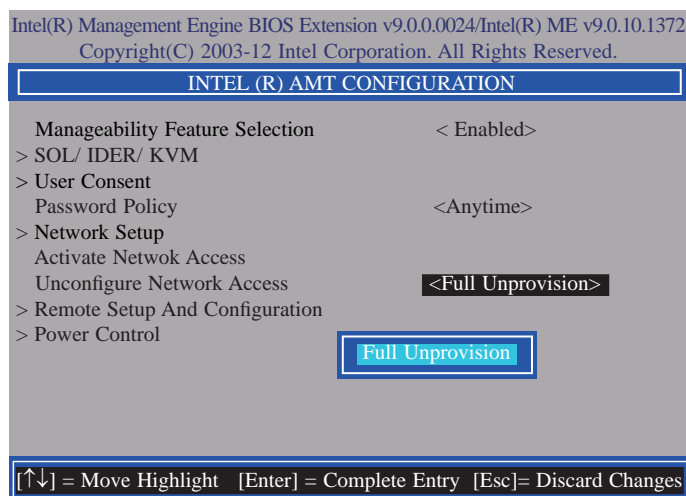 Intel(R) Management Engine BIOS Extension v9.0.0.0024/Intel(R) ME v9.0.10.1372
Copyright(C) 2003-12 Intel Corporation. All Rights Reserved.
INTEL (R) AMT CONFIGURATION
Manageability Feature Selection < Enabled>
> SOL/ IDER/ KVM
> User Consent
Password Policy <Anytime>
> Network Setup
Activate Netwok Access
Unconfigure Network Access <Full Unprovision>
> Remote Setup And Configuration
> Power Control
Full Unprovision
[↑↓] = Move Highlight [Enter] = Complete Entry [Esc]= Discard Changes